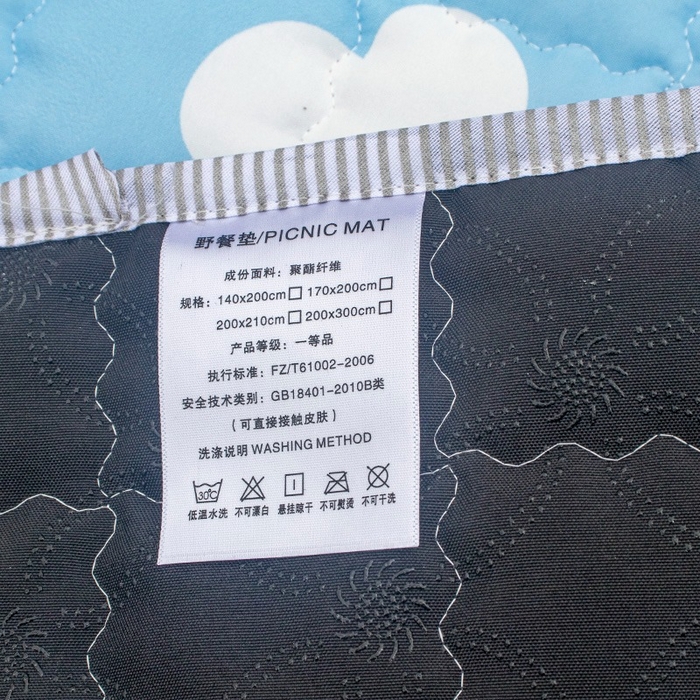 野餐垫/PICNIC MAT
成份面料：聚酯纤维
规格：140x200cm□ 170x200cm□
200x210cm□ 200x300cm□
产品等级：一等品
执行标准：FZ/T61002-2006
安全技术类别：GB18401-2010B类
（可直接接触皮肤）
洗涤说明 WASHING METHOD
30℃
低温水洗 不可漂白 悬挂晾干 不可熨烫 不可干洗